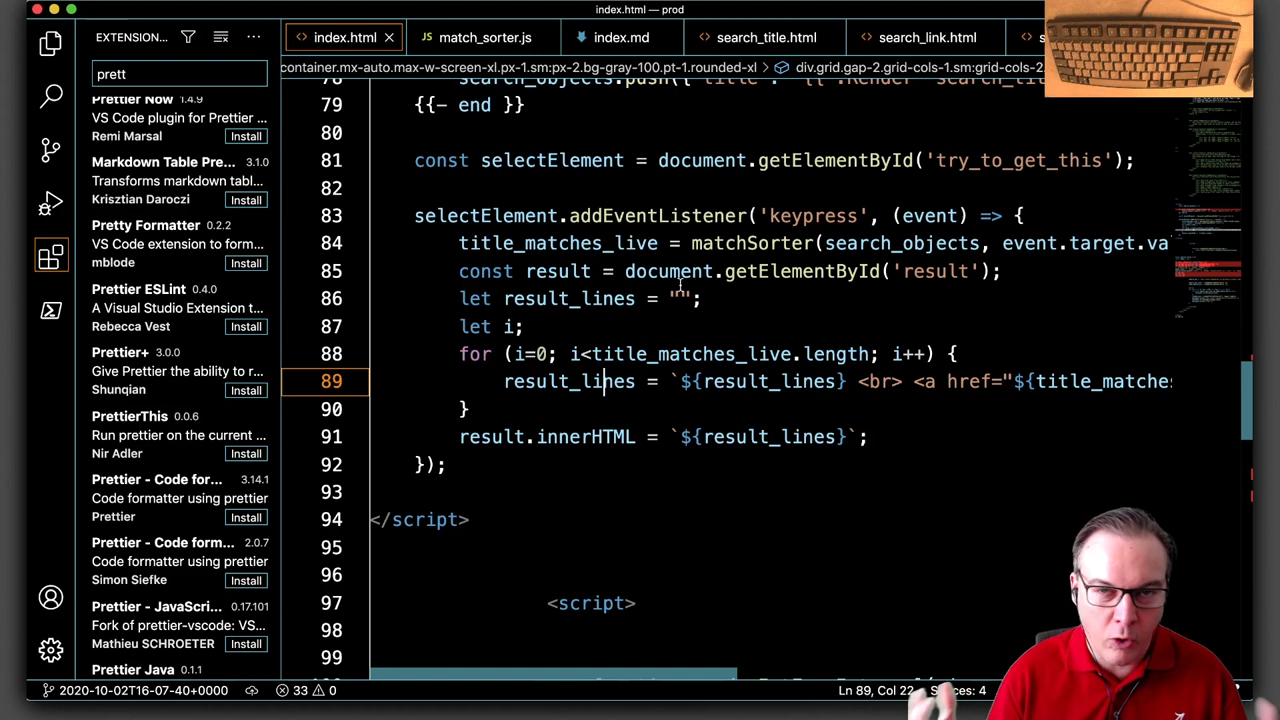 index.html — prod
EXTENSION...
prett
Prettier Now 1.4.9
VS Code plugin for Prettier ...
Remi Marsal Install
Markdown Table Pre... 3.1.0
Transforms markdown tabl...
Krisztian Daroczi Install
Pretty Formatter 0.2.2
VS Code extension to form...
mblode Install
Prettier ESLint 0.4.0
A Visual Studio Extension t...
Rebecca Vest Install
Prettier+ 3.0.0
Give Prettier the ability to r...
Shunqian Install
PrettierThis 0.2.0
Run prettier on the current ...
Nir Adler Install
Prettier - Code for... 3.14.1
Code formatter using prettier
Prettier Install
Prettier - Code form... 2.0.7
Code formatter using prettier
Simon Siefke Install
Prettier - JavaScri... 0.17.101
Fork of prettier-vscode: VS...
Mathieu SCHROETER Install
Prettier Java 0.1.1
<> index.html × JS match_sorter.js index.md <> search_title.html <> search_link.html <>
container.mx-auto.max-w-screen-xl.px-1.sm:px-2.bg-gray-100.pt-1.rounded-xl > div.grid.gap-2.grid-cols-1.sm:grid-cols-2.
78 search_objects.push({ title :
79 {{- end }}
80
81 const selectElement = document.getElementById('try_to_get_this');
82
83 selectElement.addEventListener('keypress', (event) => {
84 title_matches_live = matchSorter(search_objects, event.target.va
85 const result = document.getElementById('result');
86 let result_lines = "";
87 let i;
88 for (i=0; i<title_matches_live.length; i++) {
89 result_lines = `${result_lines} <br> <a href="${title_matches
90 }
91 result.innerHTML = `${result_lines}`;
92 });
93
94 </script>
95
96
97 <script>
98
99
2020-10-02T16-07-40+0000 33 0 Ln 89, Col 22 Spaces: 4